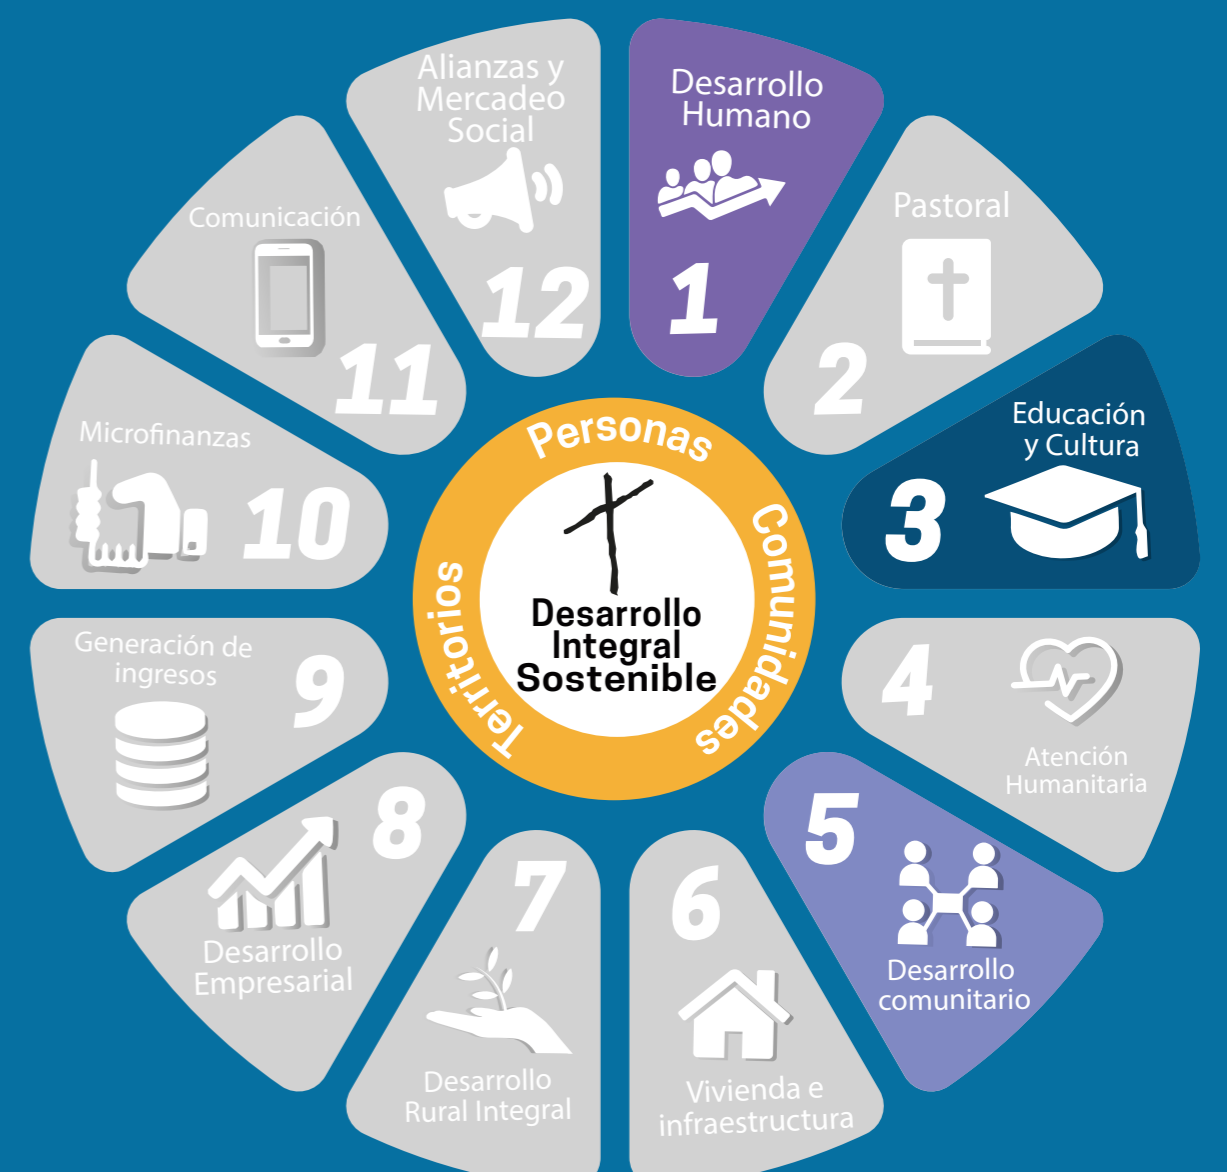 Desarrollo
Humano
1
Pastoral
2
Educación
y Cultura
3
4
Atención
Humanitaria
5
Desarrollo
comunitario
6
Vivienda e
infraestructura
7
Desarrollo
Rural Integral
8
Desarrollo
Empresarial
Generación de
ingresos
9
Microfinanzas
10
Comunicación
11
Alianzas y
Mercadeo
Social
12
Personas
Comunidades
Territorios
Desarrollo
Integral
Sostenible